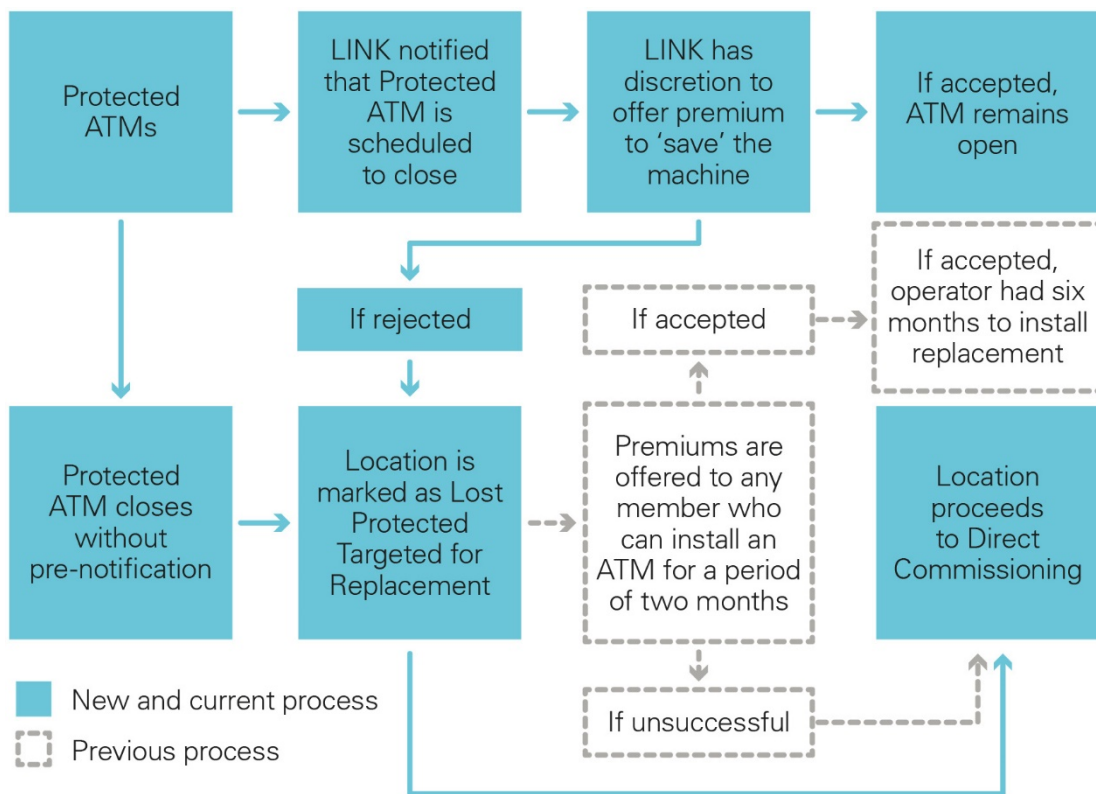 Protected
ATMs
LINK notified
that Protected
ATM is
scheduled
to close
LINK has
discretion to
offer premium
to ‘save’ the
machine
If accepted,
ATM remains
open
If rejected
If accepted
If accepted,
operator had six
months to install
replacement
Protected
ATM closes
without
pre-notification
Location is
marked as Lost
Protected
Targeted for
Replacement
Premiums are
offered to any
member who
can install an
ATM for a period
of two months
Location
proceeds
to Direct
Commissioning
If unsuccessful
New and current process
Previous process